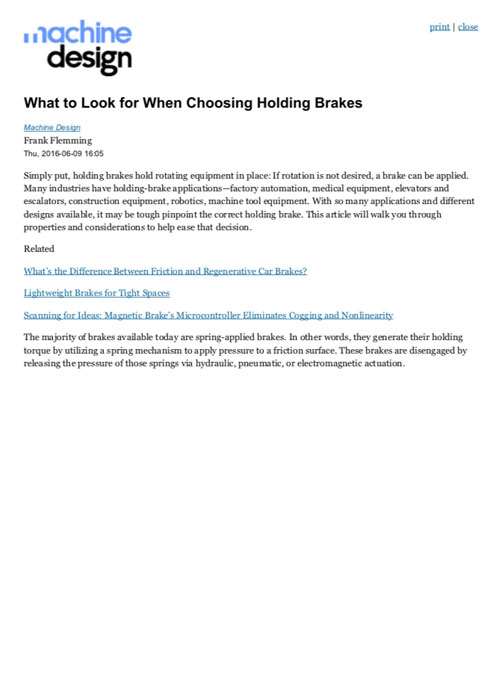 machine
design
print | close
What to Look for When Choosing Holding Brakes
Machine Design
Frank Flemming
Thu, 2016-06-09 16:05
Simply put, holding brakes hold rotating equipment in place: If rotation is not desired, a brake can be applied.
Many industries have holding-brake applications—factory automation, medical equipment, elevators and
escalators, construction equipment, robotics, machine tool equipment. With so many applications and different
designs available, it may be tough pinpoint the correct holding brake. This article will walk you through
properties and considerations to help ease that decision.
Related
What's the Difference Between Friction and Regenerative Car Brakes?
Lightweight Brakes for Tight Spaces
Scanning for Ideas: Magnetic Brake's Microcontroller Eliminates Cogging and Nonlinearity
The majority of brakes available today are spring-applied brakes. In other words, they generate their holding
torque by utilizing a spring mechanism to apply pressure to a friction surface. These brakes are disengaged by
releasing the pressure of those springs via hydraulic, pneumatic, or electromagnetic actuation.